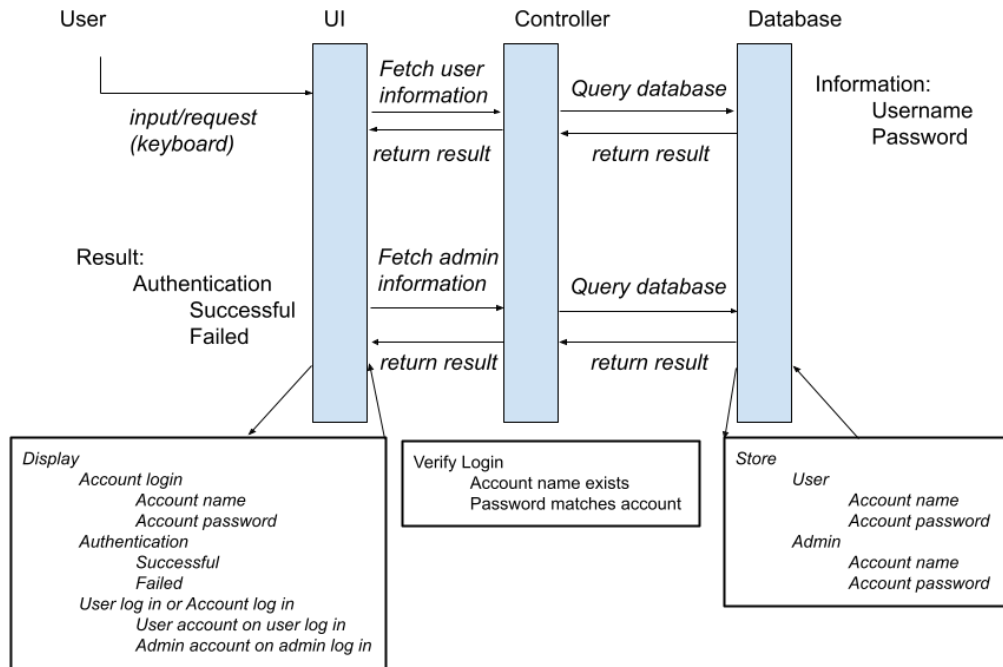 User
UI
Controller
Database
Fetch user
information
Query database
Information:
Username
Password
input/request
(keyboard)
return result
return result
Result:
Authentication
Successful
Failed
Fetch admin
information
Query database
return result
return result
Display
Account login
Account name
Account password
Authentication
Successful
Failed
User log in or Account log in
User account on user log in
Admin account on admin log in
Verify Login
Account name exists
Password matches account
Store
User
Account name
Account password
Admin
Account name
Account password